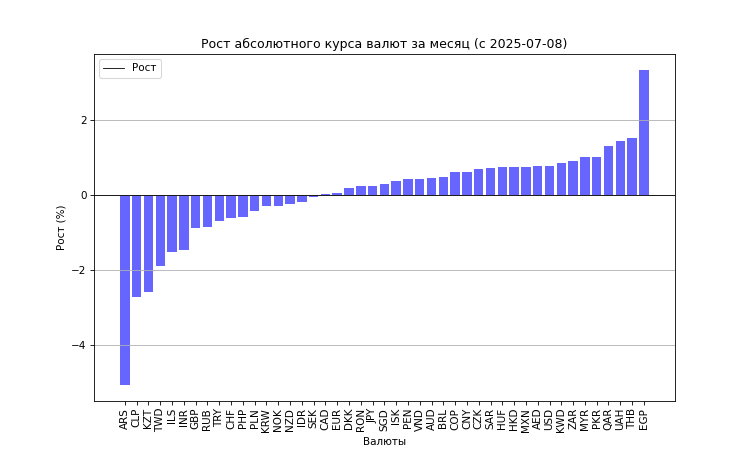 Рост абсолютного курса валют за месяц (с 2025-07-08)
Рост
Рост (%)
2
0
−2
−4
ARS CLP KZT TWD ILS INR GBP RUB TRY CHF PHP PLN KRW NOK NZD IDR SEK CAD EUR DKK RON JPY SGD ISK PEN VND AUD BRL COP CNY CZK SAR HUF HKD MXN AED USD KWD ZAR MYR PKR QAR UAH THB EGP
Валюты